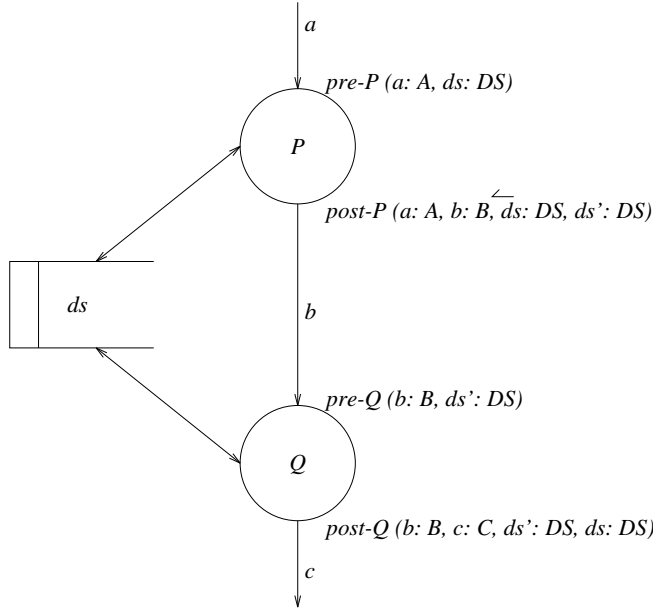 a
pre-P (a: A, ds: DS)
P
post-P (a: A, b: B, ds: DS, ds’: DS)
ds
b
pre-Q (b: B, ds’: DS)
Q
post-Q (b: B, c: C, ds’: DS, ds: DS)
c